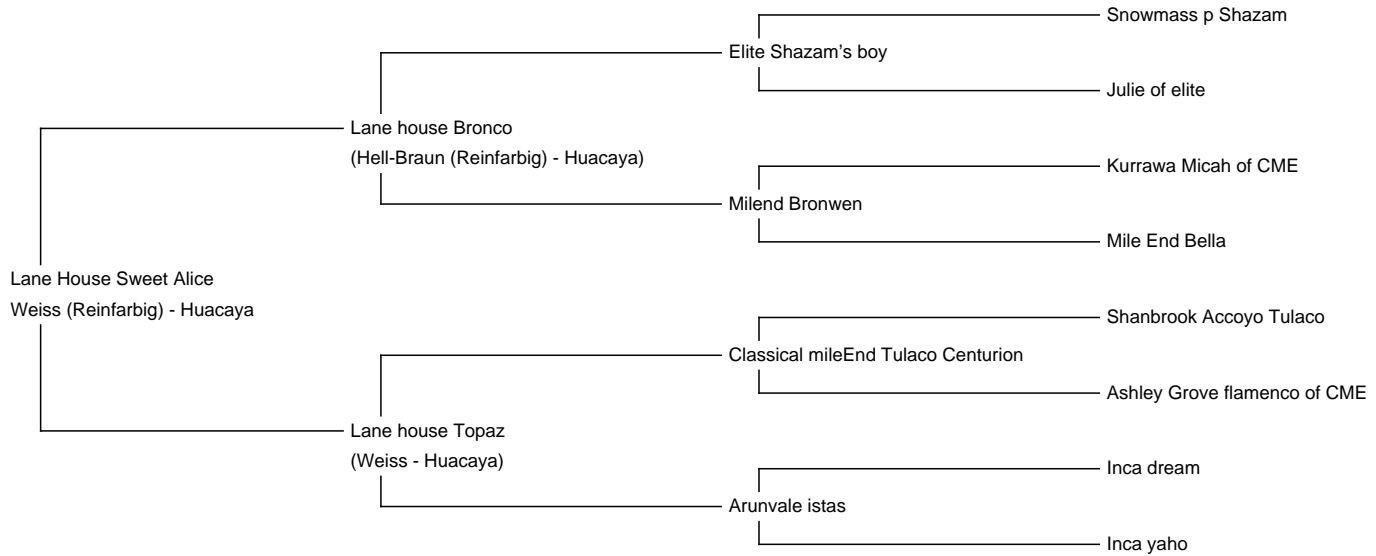 Snowmass p Shazam
Elite Shazam's boy
Julie of elite
Lane house Bronco
(Hell-Braun (Reinfarbig) - Huacaya)
Kurrawa Micah of CME
Milend Bronwen
Mile End Bella
Lane House Sweet Alice
Weiss (Reinfarbig) - Huacaya
Shanbrook Accoyo Tulaco
Classical mileEnd Tulaco Centurion
Ashley Grove flamenco of CME
Lane house Topaz
(Weiss - Huacaya)
Inca dream
Arunvale istas
Inca yaho